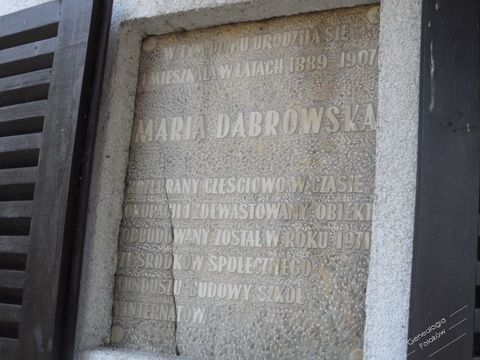 W TYM DOMU URODZIŁA SIĘ
I MIESZKAŁA W LATACH 1889-1907
MARIA DĄBROWSKA
ROZEBRANY CZĘŚCIOWO W CZASIE
OKUPACJI I ZDEWASTOWANY OBIEKT
ODBUDOWANY ZOSTAŁ W ROKU 1971
ZE ŚRODKÓW SPOŁECZNEGO
FUNDUSZU BUDOWY SZKÓŁ
I INTERNATÓW
Genealogia
Polaków